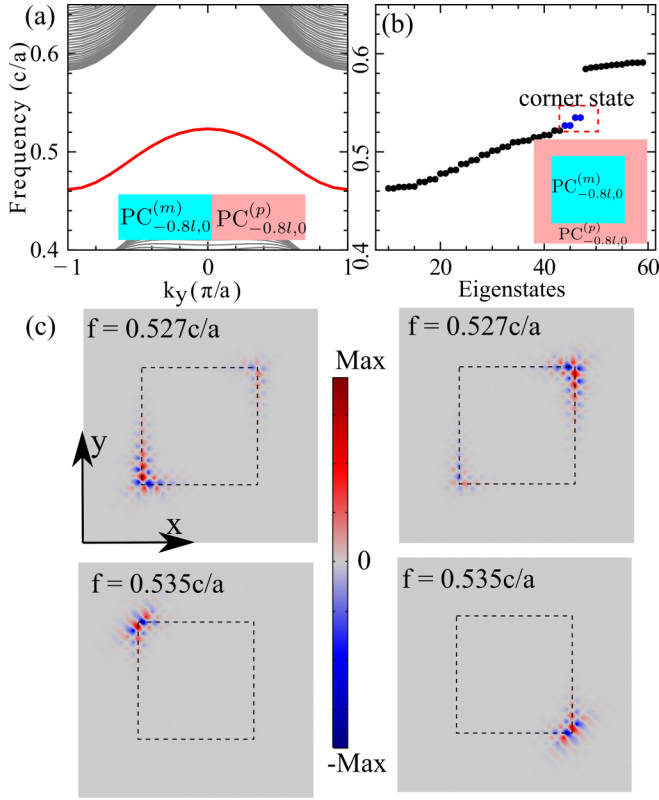 (a)
(b)
Frequency (c/a)
0.6
0.5
0.4
PC^{(m)}_{−0.8l,0}
PC^{(p)}_{−0.8l,0}
−1
0
1
k_y(π/a)
0.6
0.5
0.4
corner state
PC^{(m)}_{−0.8l,0}
PC^{(p)}_{−0.8l,0}
20
40
60
Eigenstates
(c)
f = 0.527c/a
f = 0.527c/a
Max
0
-Max
y
x
f = 0.535c/a
f = 0.535c/a